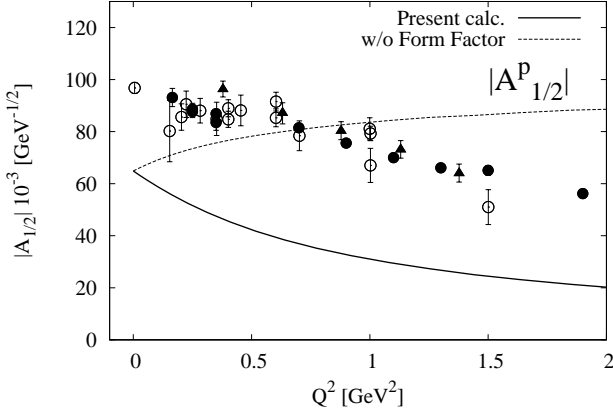 Present calc.
w/o Form Factor
|A^p_{1/2}|
120
100
80
60
40
20
0
|A_{1/2}| 10^{-3} [GeV^{-1/2}]
0
0.5
1
1.5
2
Q^2 [GeV^2]